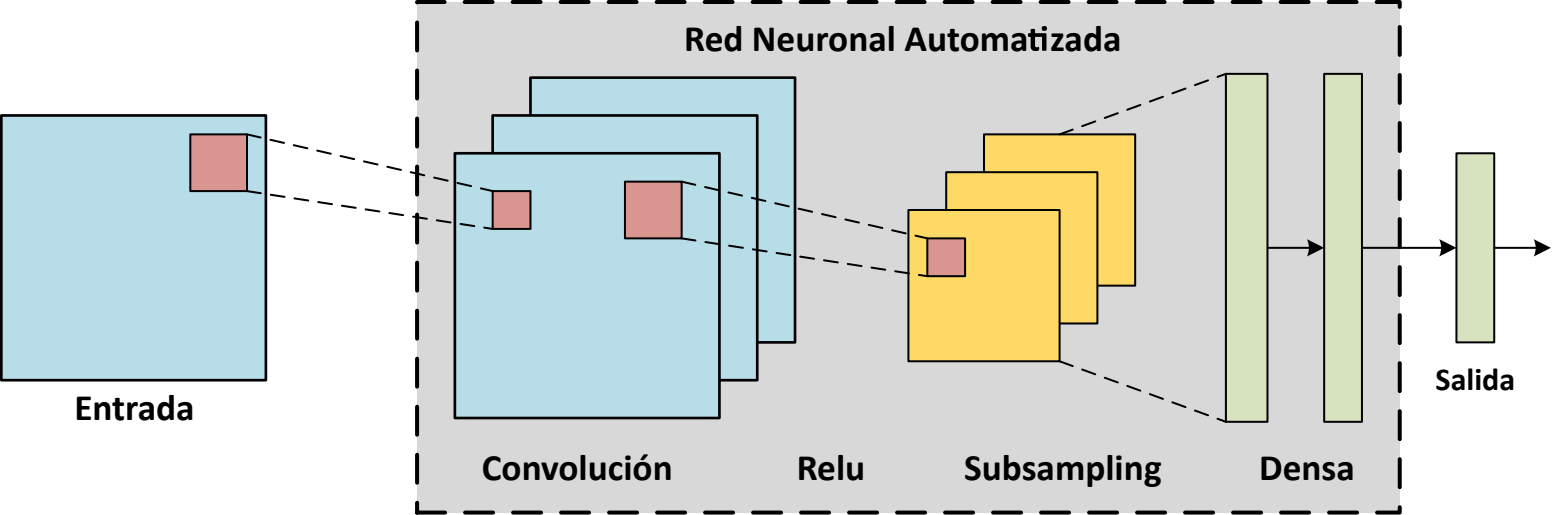 Red Neuronal Automatizada
Entrada
Salida
Convolución
Relu
Subsampling
Densa